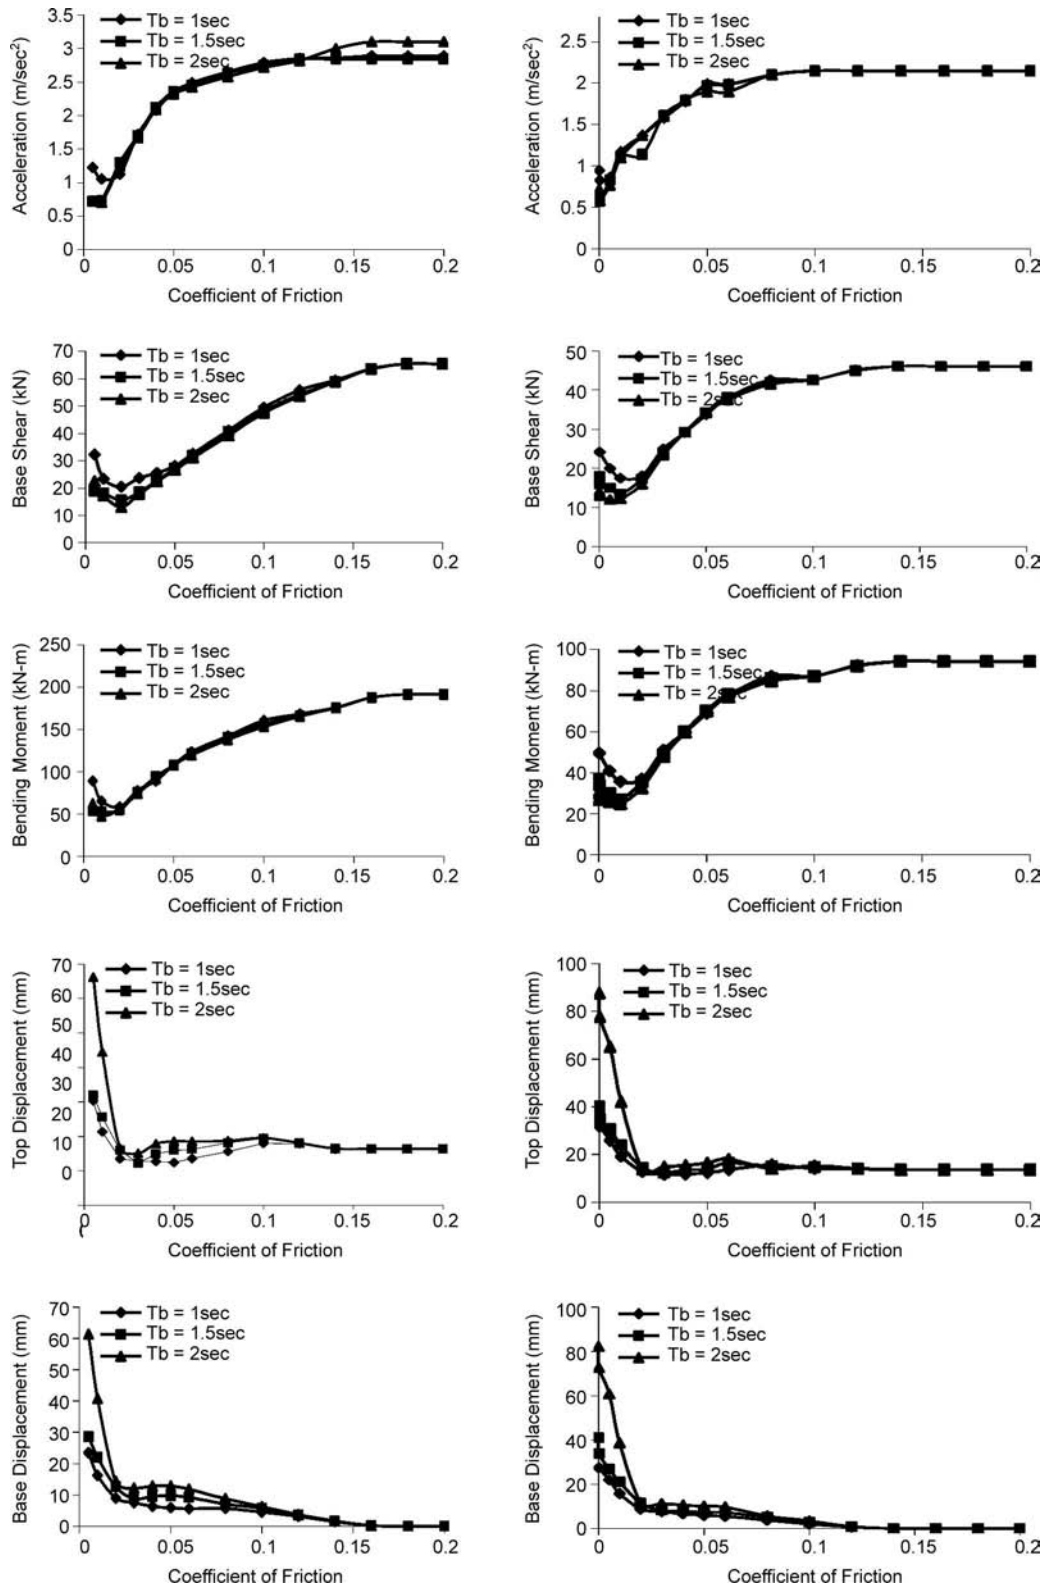 3.5
3
2.5
2
1.5
1
0.5
0
Acceleration (m/sec²)
Tb = 1sec
Tb = 1.5sec
Tb = 2sec
0 0.05 0.1 0.15 0.2
Coefficient of Friction
2.5
2
1.5
1
0.5
0
Acceleration (m/sec²)
Tb = 1sec
Tb = 1.5sec
Tb = 2sec
0 0.05 0.1 0.15 0.2
Coefficient of Friction
70
60
50
40
30
20
10
0
Base Shear (kN)
Tb = 1sec
Tb = 1.5sec
Tb = 2sec
0 0.05 0.1 0.15 0.2
Coefficient of Friction
50
40
30
20
10
0
Base Shear (kN)
Tb = 1sec
Tb = 1.5sec
Tb = 2sec
0 0.05 0.1 0.15 0.2
Coefficient of Friction
250
200
150
100
50
0
Bending Moment (kN-m)
Tb = 1sec
Tb = 1.5sec
Tb = 2sec
0 0.05 0.1 0.15 0.2
Coefficient of Friction
100
80
60
40
20
0
Bending Moment (kN-m)
Tb = 1sec
Tb = 1.5sec
Tb = 2sec
0 0.05 0.1 0.15 0.2
Coefficient of Friction
70
60
50
40
30
20
10
0
Top Displacement (mm)
Tb = 1sec
Tb = 1.5sec
Tb = 2sec
0 0.05 0.1 0.15 0.2
Coefficient of Friction
100
80
60
40
20
0
Top Displacement (mm)
Tb = 1sec
Tb = 1.5sec
Tb = 2sec
0 0.05 0.1 0.15 0.2
Coefficient of Friction
70
60
50
40
30
20
10
0
Base Displacement (mm)
Tb = 1sec
Tb = 1.5sec
Tb = 2sec
0 0.05 0.1 0.15 0.2
Coefficient of Friction
100
80
60
40
20
0
Base Displacement (mm)
Tb = 1sec
Tb = 1.5sec
Tb = 2sec
0 0.05 0.1 0.15 0.2
Coefficient of Friction